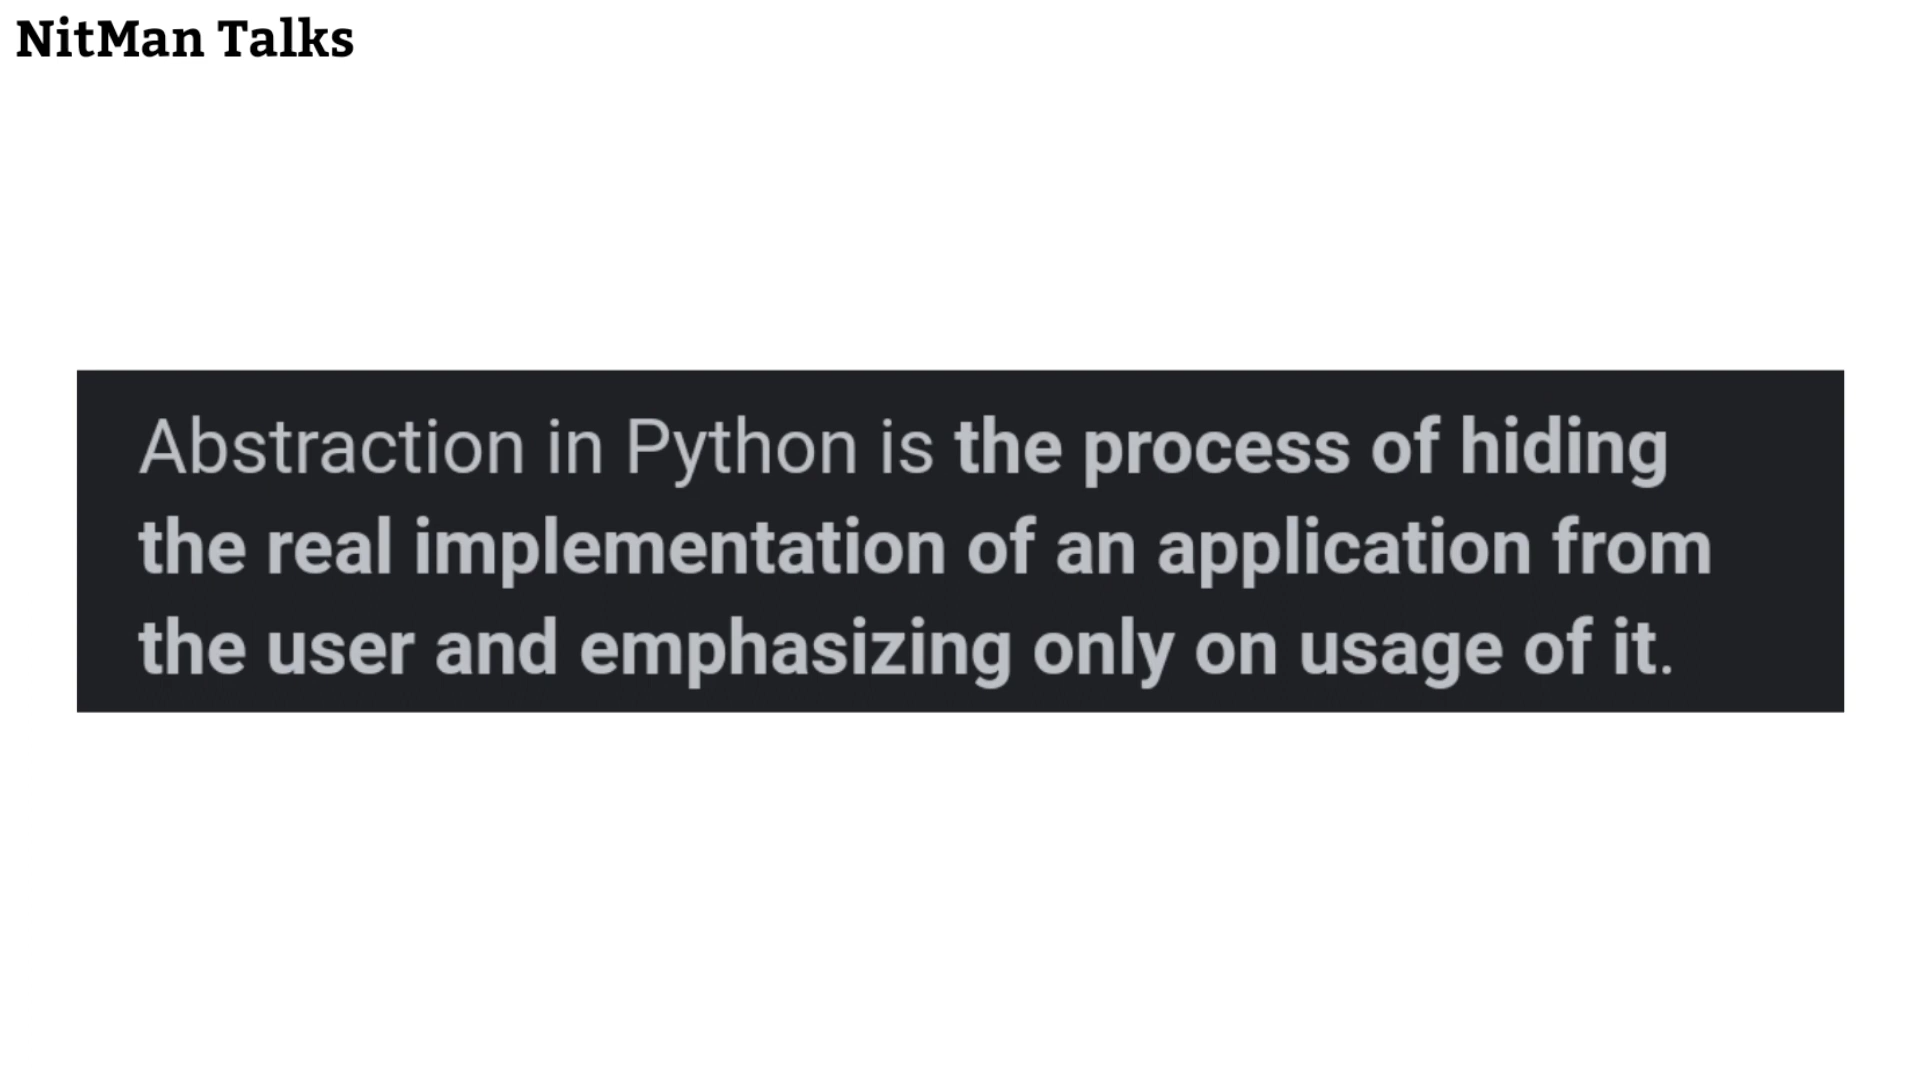 NitMan Talks
Abstraction in Python is the process of hiding
the real implementation of an application from
the user and emphasizing only on usage of it.